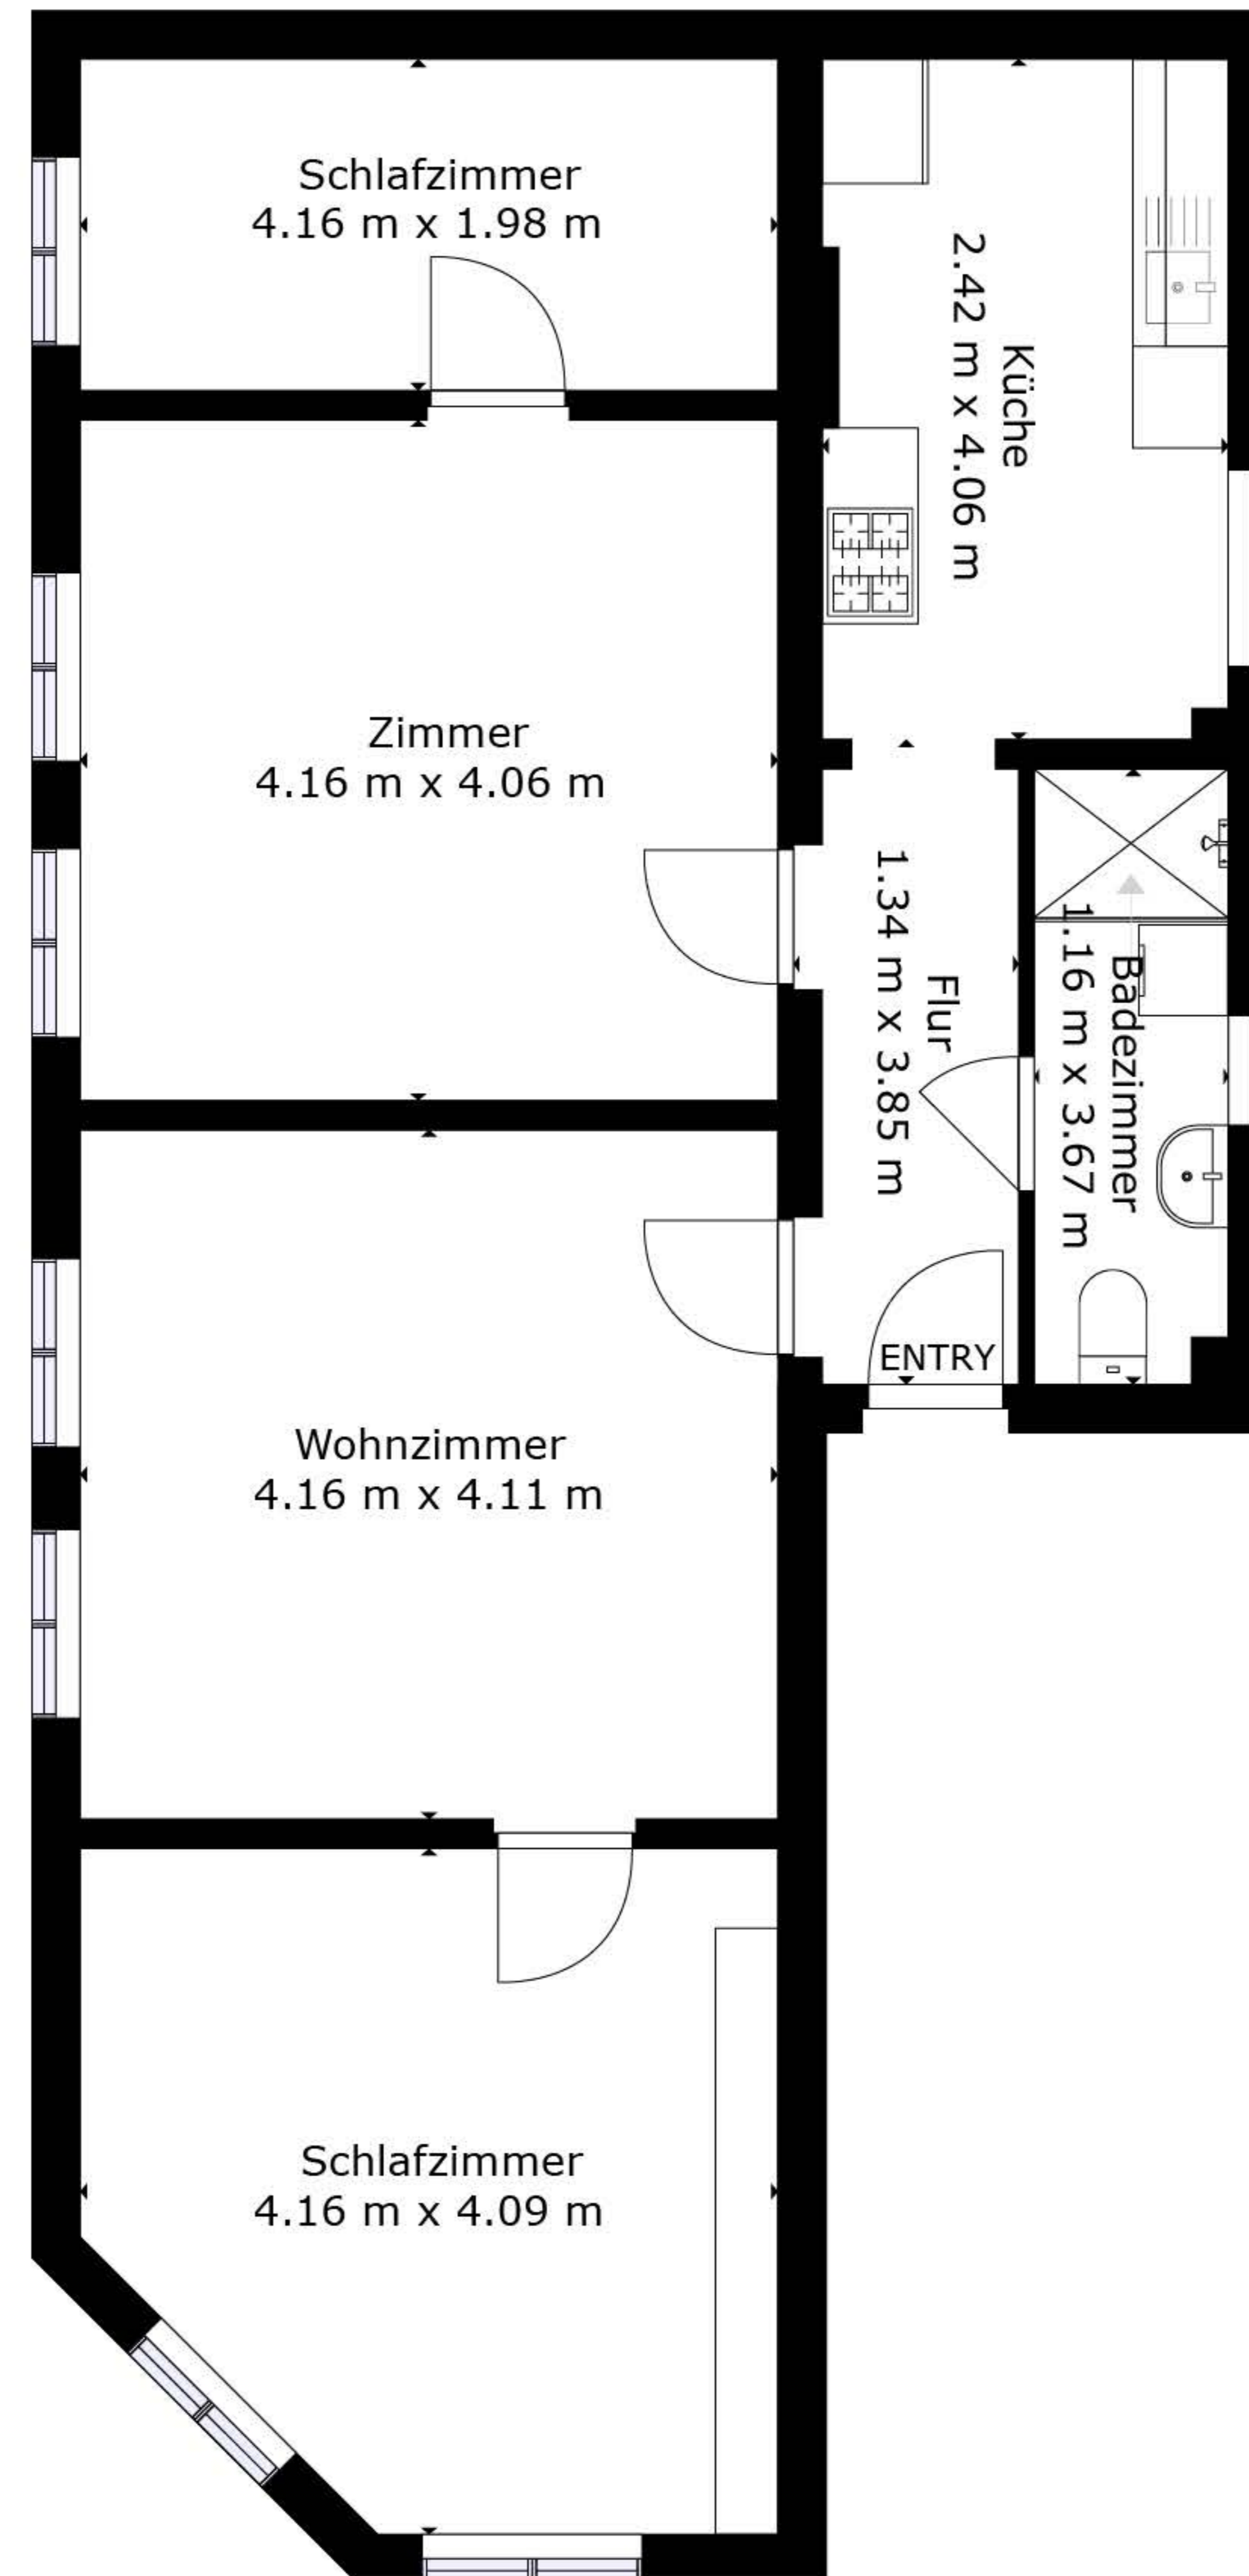 Schlafzimmer
4.16 m x 1.98 m
Küche
2.42 m x 4.06 m
Zimmer
4.16 m x 4.06 m
Flur
1.34 m x 3.85 m
Badezimmer
1.16 m x 3.67 m
ENTRY
Wohnzimmer
4.16 m x 4.11 m
Schlafzimmer
4.16 m x 4.09 m